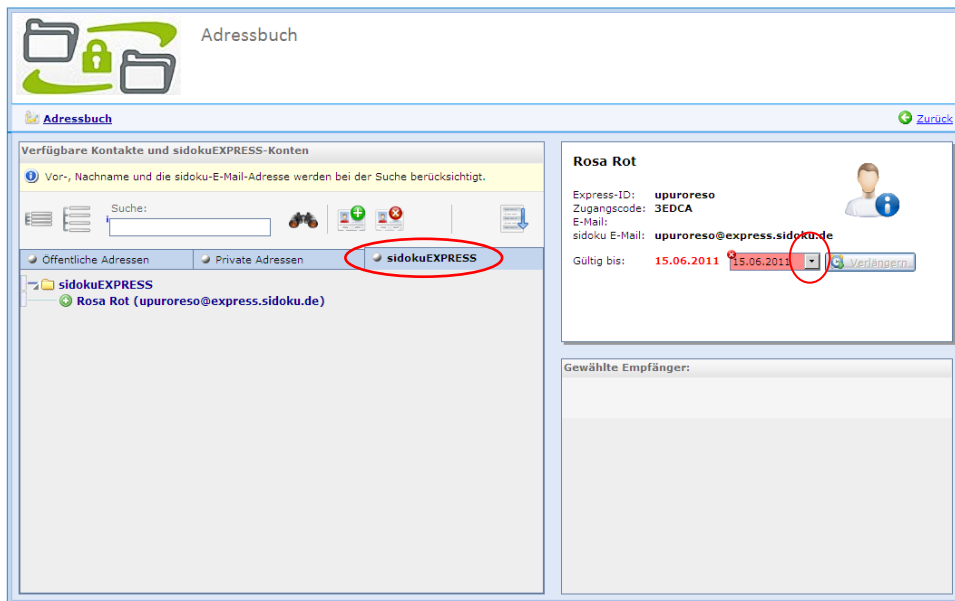 Adressbuch
Adressbuch
Zurück
Verfügbare Kontakte und sidokuEXPRESS-Konten
Vor-, Nachname und die sidoku-E-Mail-Adresse werden bei der Suche berücksichtigt.
Suche:
Öffentliche Adressen
Private Adressen
sidokuEXPRESS
sidokuEXPRESS
Rosa Rot (upuroreso@express.sidoku.de)
Rosa Rot
Express-ID: upuroreso
Zugangscode: 3EDCA
E-Mail:
sidoku E-Mail: upuroreso@express.sidoku.de
Gültig bis: 15.06.2011 15.06.2011 Verlängern
Gewählte Empfänger: